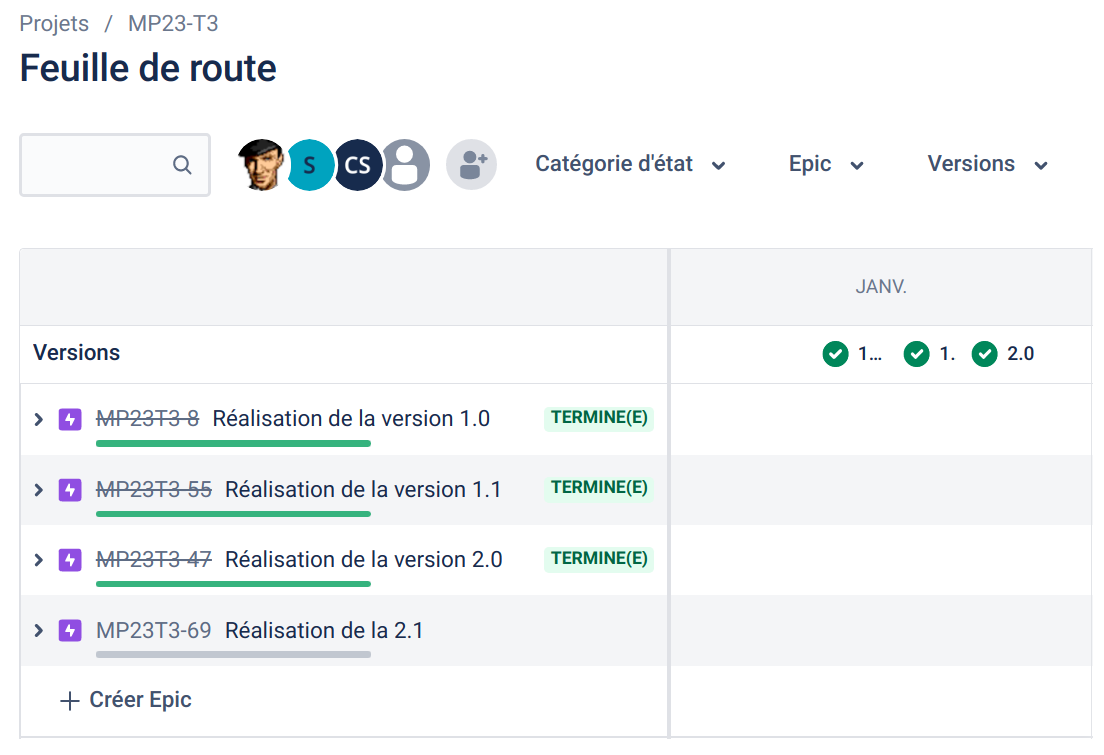 Projets / MP23-T3
Feuille de route
S CS Catégorie d'état Epic Versions
JANV.
Versions 1... 1. 2.0
MP23T3-8 Réalisation de la version 1.0 TERMINE(E)
MP23T3-55 Réalisation de la version 1.1 TERMINE(E)
MP23T3-47 Réalisation de la version 2.0 TERMINE(E)
MP23T3-69 Réalisation de la 2.1
+ Créer Epic